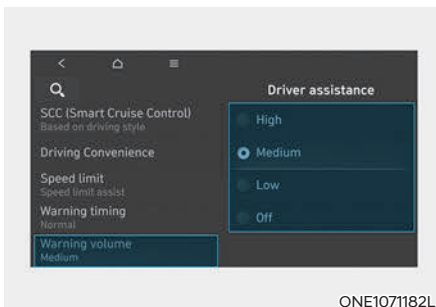 Driver assistance
SCC (Smart Cruise Control)
Based on driving style
Driving Convenience
Speed limit
Speed limit assist
Warning timing
Normal
Warning volume
Medium
High
Medium
Low
Off
ONE1071182L